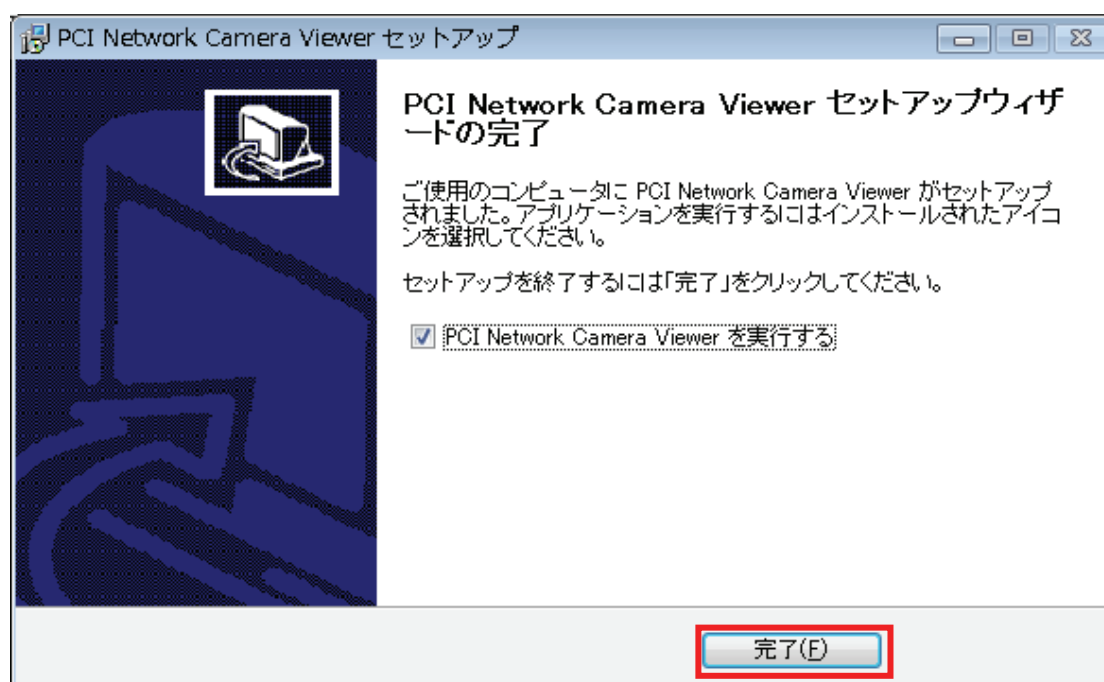 PCI Network Camera Viewer セットアップ
PCI Network Camera Viewer セットアップウィザ
ードの完了
ご使用のコンピュータに PCI Network Camera Viewer がセットアップ
されました。アプリケーションを実行するにはインストールされたアイコ
ンを選択してください。
セットアップを終了するには「完了」をクリックしてください。
PCI Network Camera Viewer を実行する
完了(F)